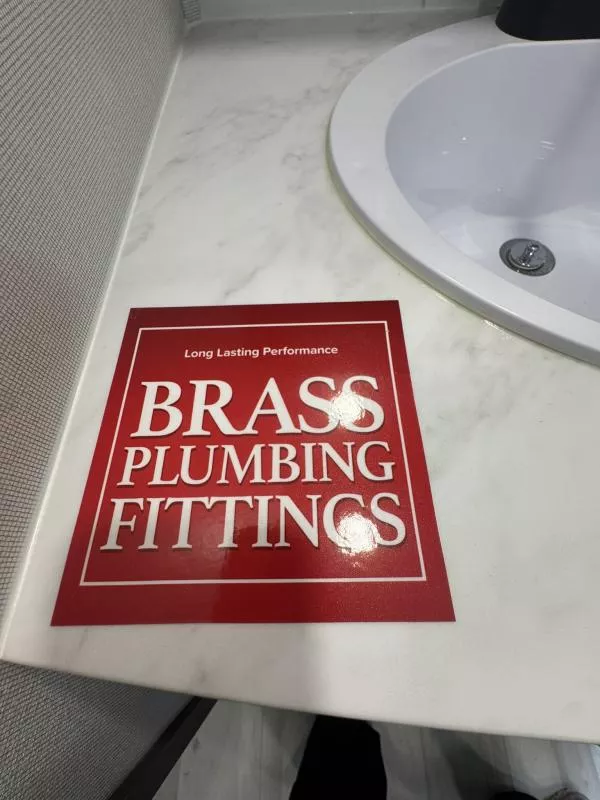 Long Lasting Performance
BRASS
PLUMBING
FITTINGS